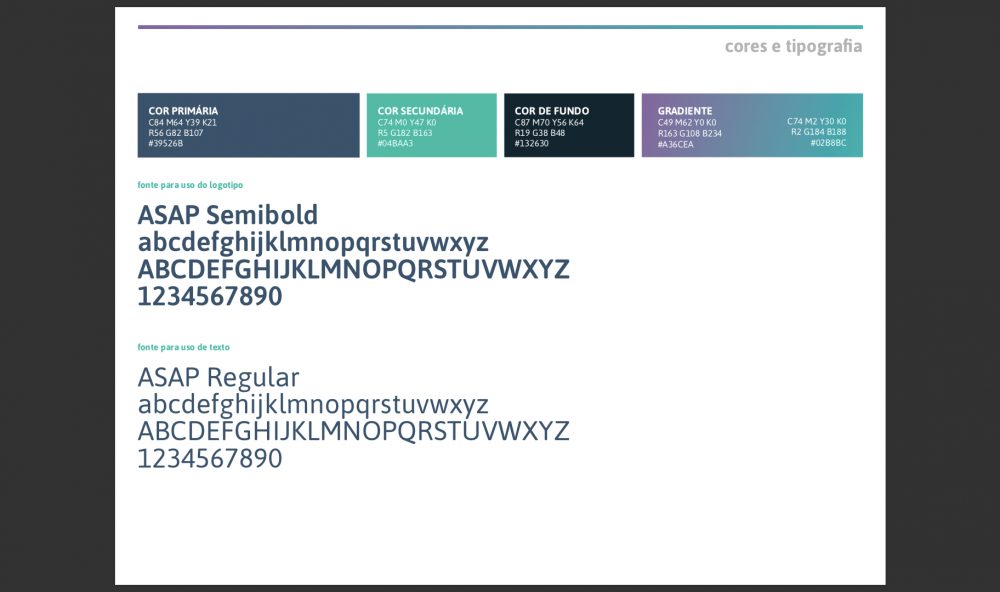 cores e tipografia
COR PRIMÁRIA
C84 M64 Y39 K21
R56 G82 B107
#39526B
COR SECUNDÁRIA
C74 M0 Y47 K0
R5 G182 B163
#04BAA3
COR DE FUNDO
C87 M70 Y56 K64
R19 G38 B48
#132630
GRADIENTE
C49 M62 Y0 K0
R163 G108 B234
#A36CEA
C74 M2 Y30 K0
R2 G184 B188
#02B8BC
fonte para uso do logotipo
ASAP Semibold
abcdefghijklmnopqrstuvwxyz
ABCDEFGHIJKLMNOPQRSTUVWXYZ
1234567890
fonte para uso de texto
ASAP Regular
abcdefghijklmnopqrstuvwxyz
ABCDEFGHIJKLMNOPQRSTUVWXYZ
1234567890